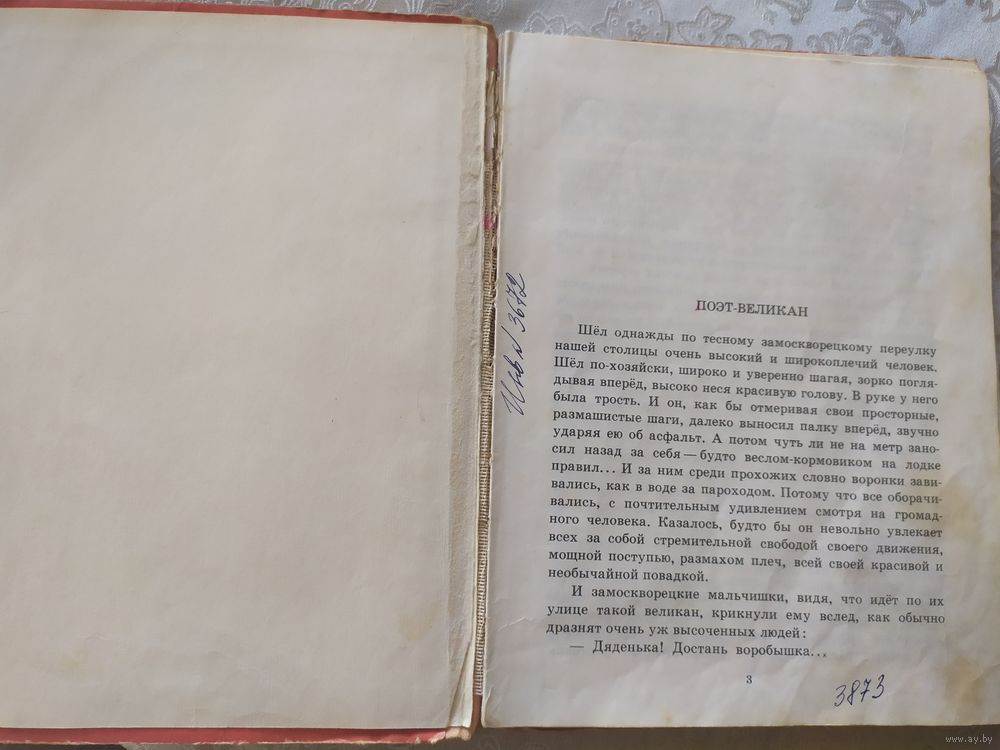 ПОЭТ-ВЕЛИКАН
Шёл однажды по тесному замоскворецкому переулку
нашей столицы очень высокий и широкоплечий человек.
Шёл по-хозяйски, широко и уверенно шагая, зорко погля-
дывая вперёд, высоко неся красивую голову. В руке у него
была трость. И он, как бы отмеривая свои просторные,
размашистые шаги, далеко выносил палку вперёд, звучно
ударяя ею об асфальт. А потом чуть ли не на метр зано-
сил назад за себя — будто веслом-кормовиком на лодке
правил... И за ним среди прохожих словно воронки зави-
вались, как в воде за пароходом. Потому что все оборачи-
вались, с почтительным удивлением смотря на громад-
ного человека. Казалось, будто бы он невольно увлекает
всех за собой стремительной свободой своего движения,
мощной поступью, размахом плеч, всей своей красивой и
необычайной повадкой.
И замоскворецкие мальчишки, видя, что идёт по их
улице такой великан, крикнули ему вслед, как обычно
дразнят очень уж высоченных людей:
— Дяденька! Достань воробышка...
3
3873
Инв N 3672
www.ay.by